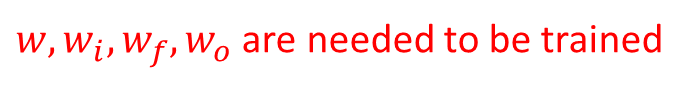 w, w_i, w_f, w_o are needed to be trained